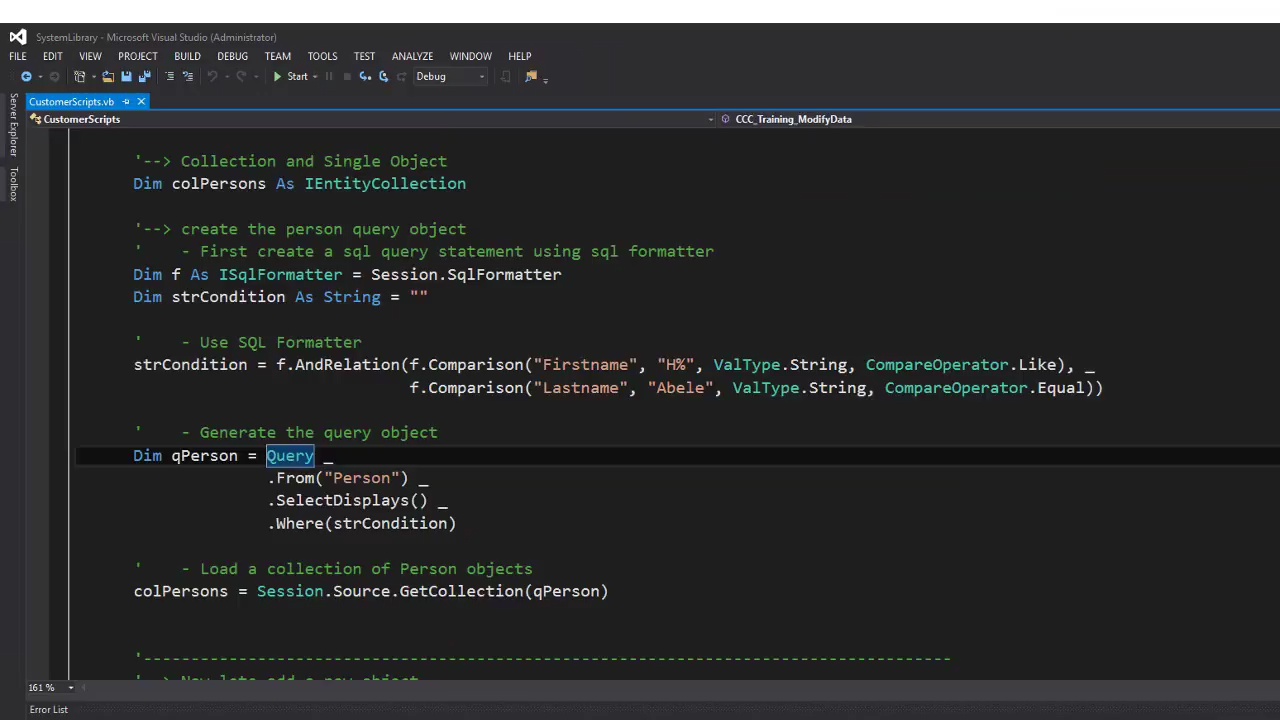 SystemLibrary - Microsoft Visual Studio (Administrator)
FILE EDIT VIEW PROJECT BUILD DEBUG TEAM TOOLS TEST ANALYZE WINDOW HELP
Start Debug
CustomerScripts.vb
CustomerScripts CCC_Training_ModifyData
Server Explorer
Toolbox
'--> Collection and Single Object
Dim colPersons As IEntityCollection
'--> create the person query object
' - First create a sql query statement using sql formatter
Dim f As ISqlFormatter = Session.SqlFormatter
Dim strCondition As String = ""
' - Use SQL Formatter
strCondition = f.AndRelation(f.Comparison("Firstname", "H%", ValType.String, CompareOperator.Like), _
f.Comparison("Lastname", "Abele", ValType.String, CompareOperator.Equal))
' - Generate the query object
Dim qPerson = Query _
.From("Person") _
.SelectDisplays() _
.Where(strCondition)
' - Load a collection of Person objects
colPersons = Session.Source.GetCollection(qPerson)
'-------------------------------------------------------------------------------------
'--> Now lets add a new object
161 %
Error List